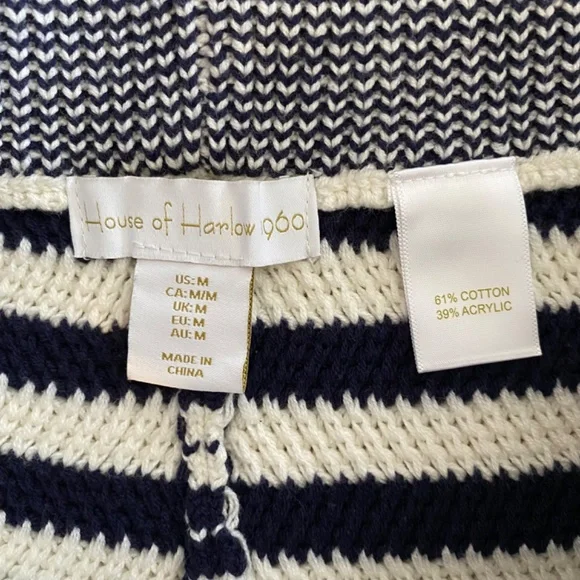 House of Harlow 1960
US: M
CA: M/M
UK: M
EU: M
AU: M
MADE IN
CHINA
61% COTTON
39% ACRYLIC